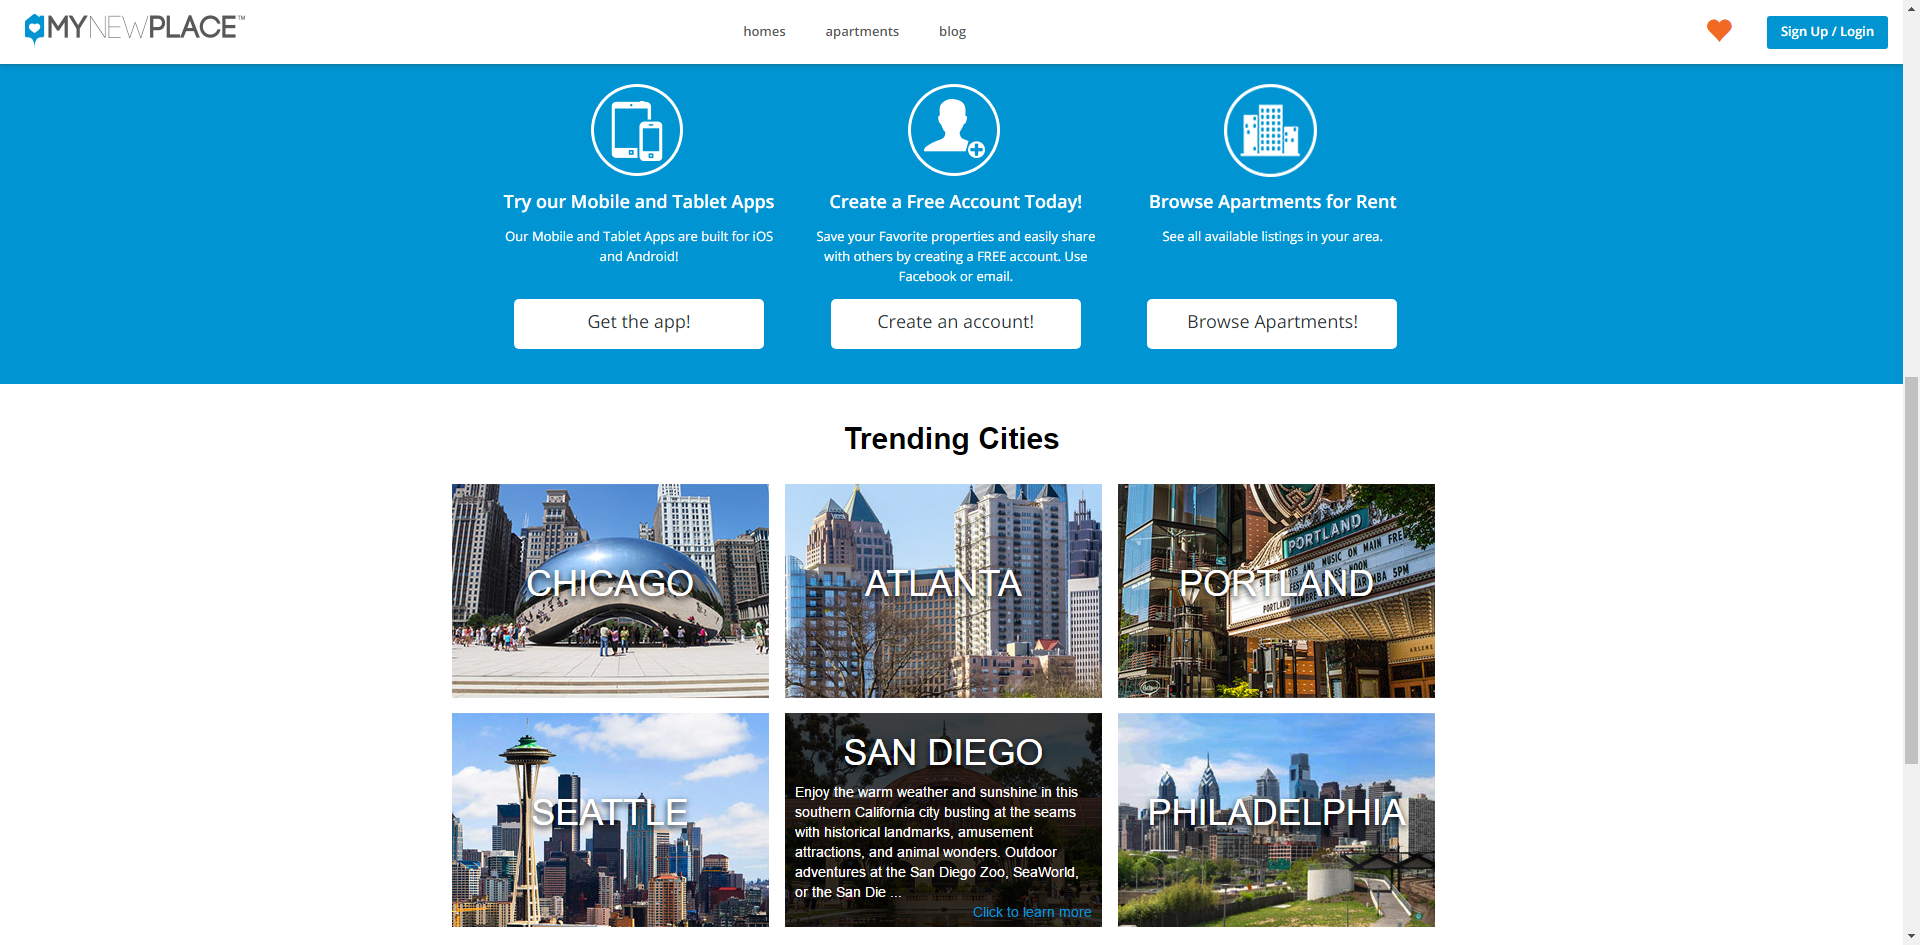 MYNEWPLACE™
homes
apartments
blog
Sign Up / Login
Try our Mobile and Tablet Apps
Our Mobile and Tablet Apps are built for iOS
and Android!
Get the app!
Create a Free Account Today!
Save your Favorite properties and easily share
with others by creating a FREE account. Use
Facebook or email.
Create an account!
Browse Apartments for Rent
See all available listings in your area.
Browse Apartments!
Trending Cities
CHICAGO
ATLANTA
PORTLAND
PORTLAND
SEATTLE
SAN DIEGO
Enjoy the warm weather and sunshine in this
southern California city busting at the seams
with historical landmarks, amusement
attractions, and animal wonders. Outdoor
adventures at the San Diego Zoo, SeaWorld,
or the San Die ...
Click to learn more
PHILADELPHIA